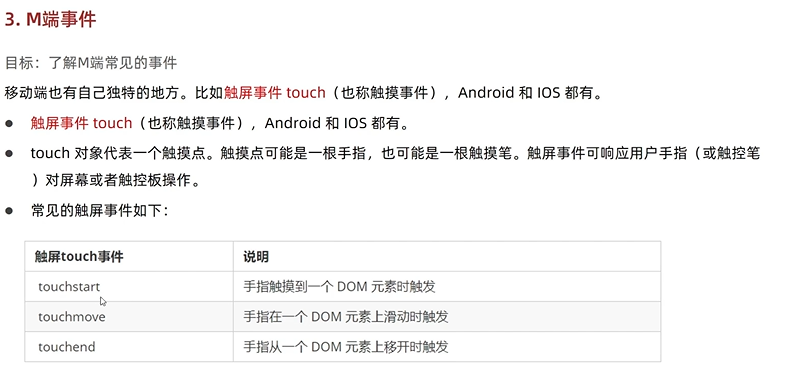 3. M端事件
目标：了解M端常见的事件
移动端也有自己独特的地方。比如触屏事件 touch（也称触摸事件），Android 和 IOS 都有。
● 触屏事件 touch（也称触摸事件），Android 和 IOS 都有。
● touch 对象代表一个触摸点。触摸点可能是一根手指，也可能是一根触摸笔。触屏事件可响应用户手指（或触控笔
）对屏幕或者触控板操作。
● 常见的触屏事件如下：
触屏touch事件 说明
touchstart 手指触摸到一个 DOM 元素时触发
touchmove 手指在一个 DOM 元素上滑动时触发
touchend 手指从一个 DOM 元素上移开时触发